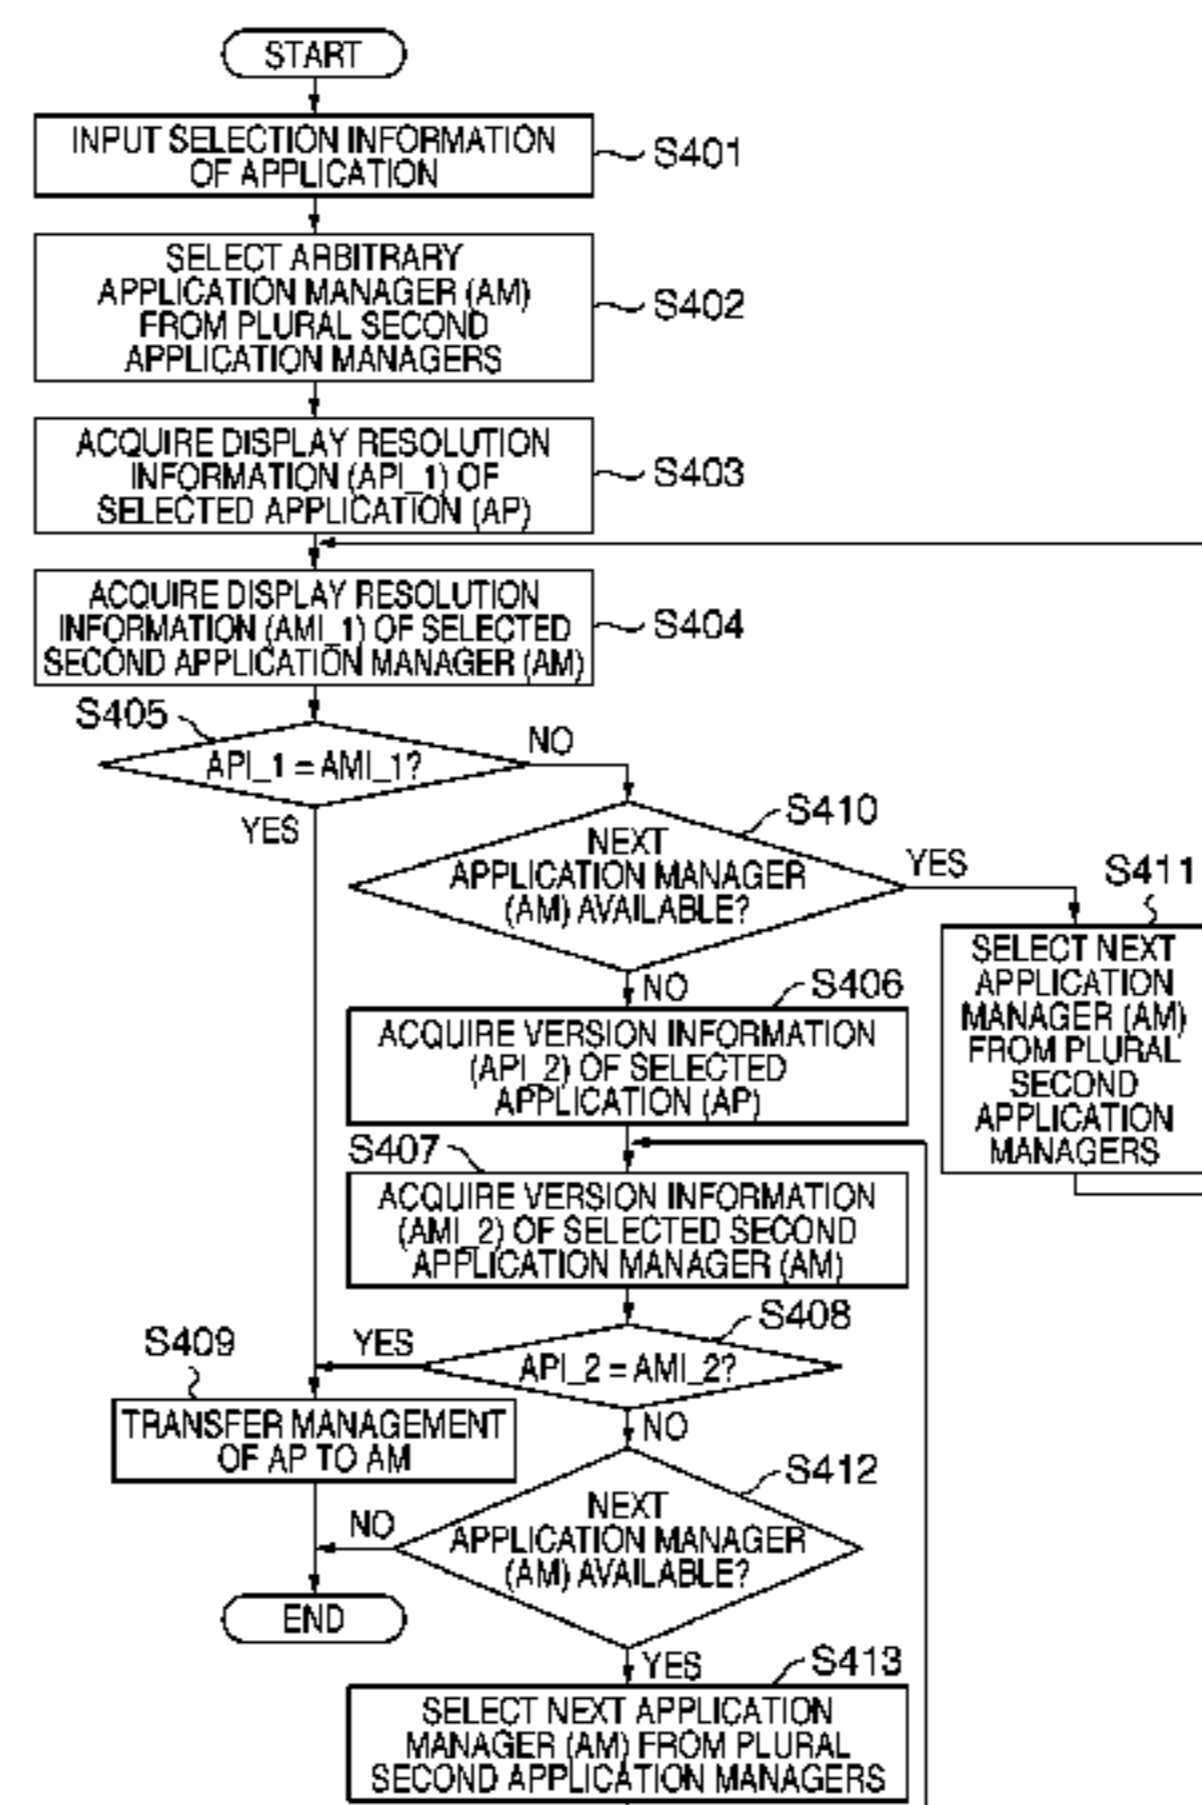 START
INPUT SELECTION INFORMATION
OF APPLICATION
S401
SELECT ARBITRARY
APPLICATION MANAGER (AM)
FROM PLURAL SECOND
APPLICATION MANAGERS
S402
ACQUIRE DISPLAY RESOLUTION
INFORMATION (API_1) OF
SELECTED APPLICATION (AP)
S403
ACQUIRE DISPLAY RESOLUTION
INFORMATION (AMI_1) OF SELECTED
SECOND APPLICATION MANAGER (AM)
S404
S405
API_1 = AMI_1?
NO
YES
S410
NEXT
APPLICATION MANAGER
(AM) AVAILABLE?
YES
S411
SELECT NEXT
APPLICATION
MANAGER (AM)
FROM PLURAL
SECOND
APPLICATION
MANAGERS
NO
S406
ACQUIRE VERSION INFORMATION
(API_2) OF SELECTED
APPLICATION (AP)
S407
ACQUIRE VERSION INFORMATION
(AMI_2) OF SELECTED SECOND
APPLICATION MANAGER (AM)
S408
API_2 = AMI_2?
YES
S409
TRANSFER MANAGEMENT
OF AP TO AM
NO
S412
NEXT
APPLICATION MANAGER
(AM) AVAILABLE?
NO
END
YES
S413
SELECT NEXT APPLICATION
MANAGER (AM) FROM PLURAL
SECOND APPLICATION MANAGERS